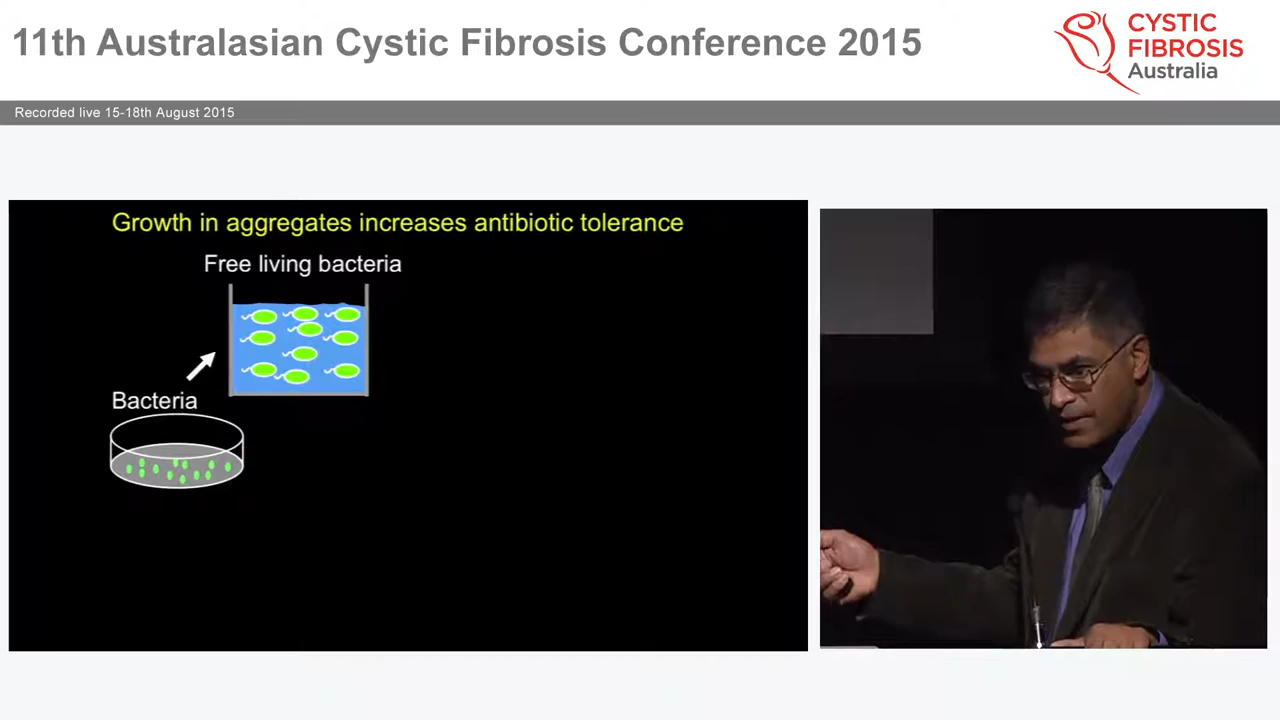 11th Australasian Cystic Fibrosis Conference 2015
CYSTIC
FIBROSIS
Australia
Recorded live 15-18th August 2015
Growth in aggregates increases antibiotic tolerance
Free living bacteria
Bacteria